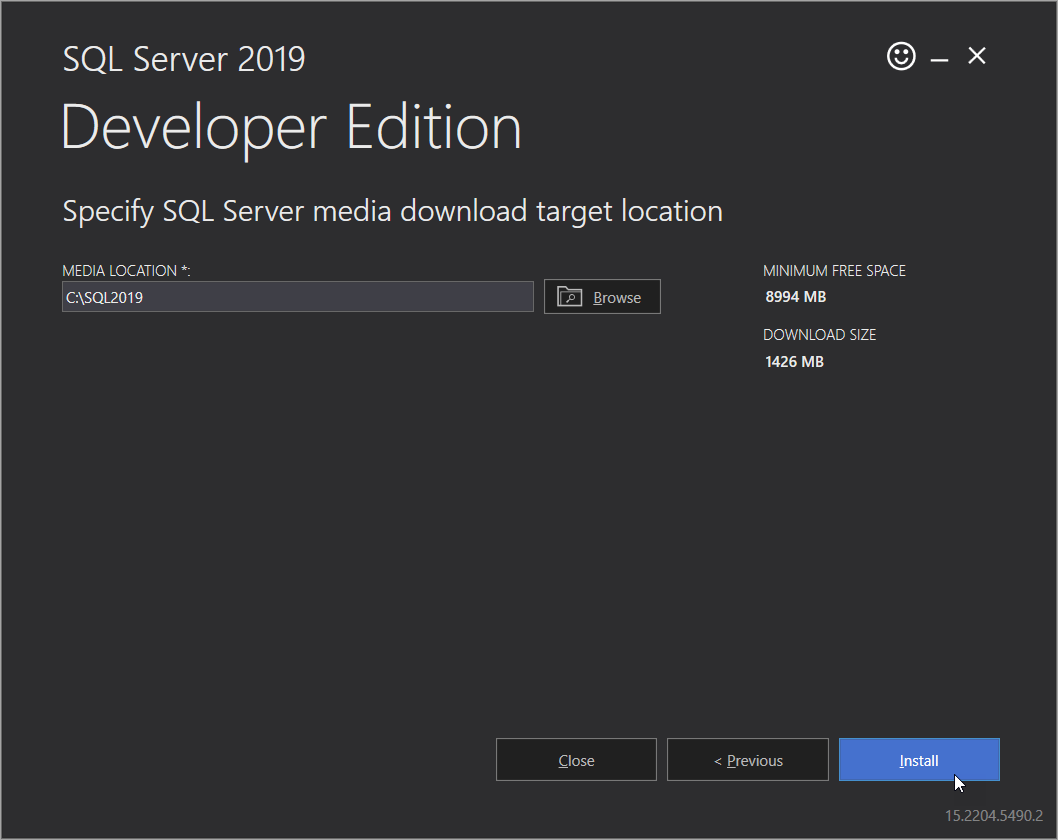 SQL Server 2019
Developer Edition
Specify SQL Server media download target location
MEDIA LOCATION *:
C:\SQL2019
Browse
MINIMUM FREE SPACE
8994 MB
DOWNLOAD SIZE
1426 MB
Close
< Previous
Install
15.2204.5490.2